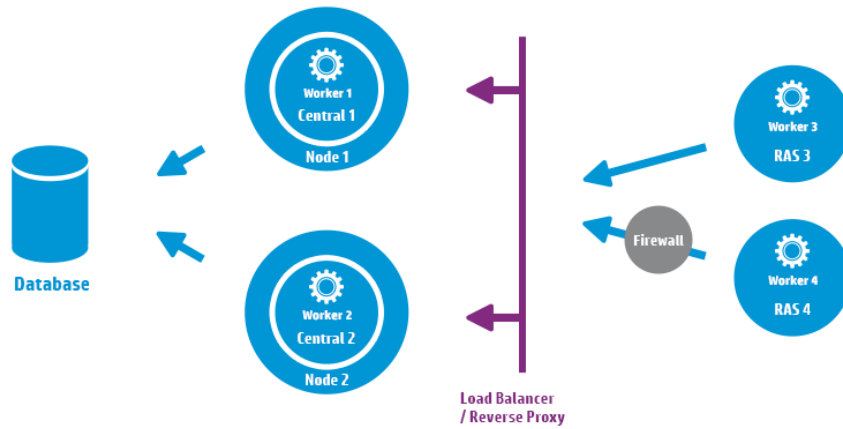 Worker 1
Central 1
Node 1
Database
Worker 2
Central 2
Node 2
Load Balancer
/ Reverse Proxy
Worker 3
RAS 3
Firewall
Worker 4
RAS 4